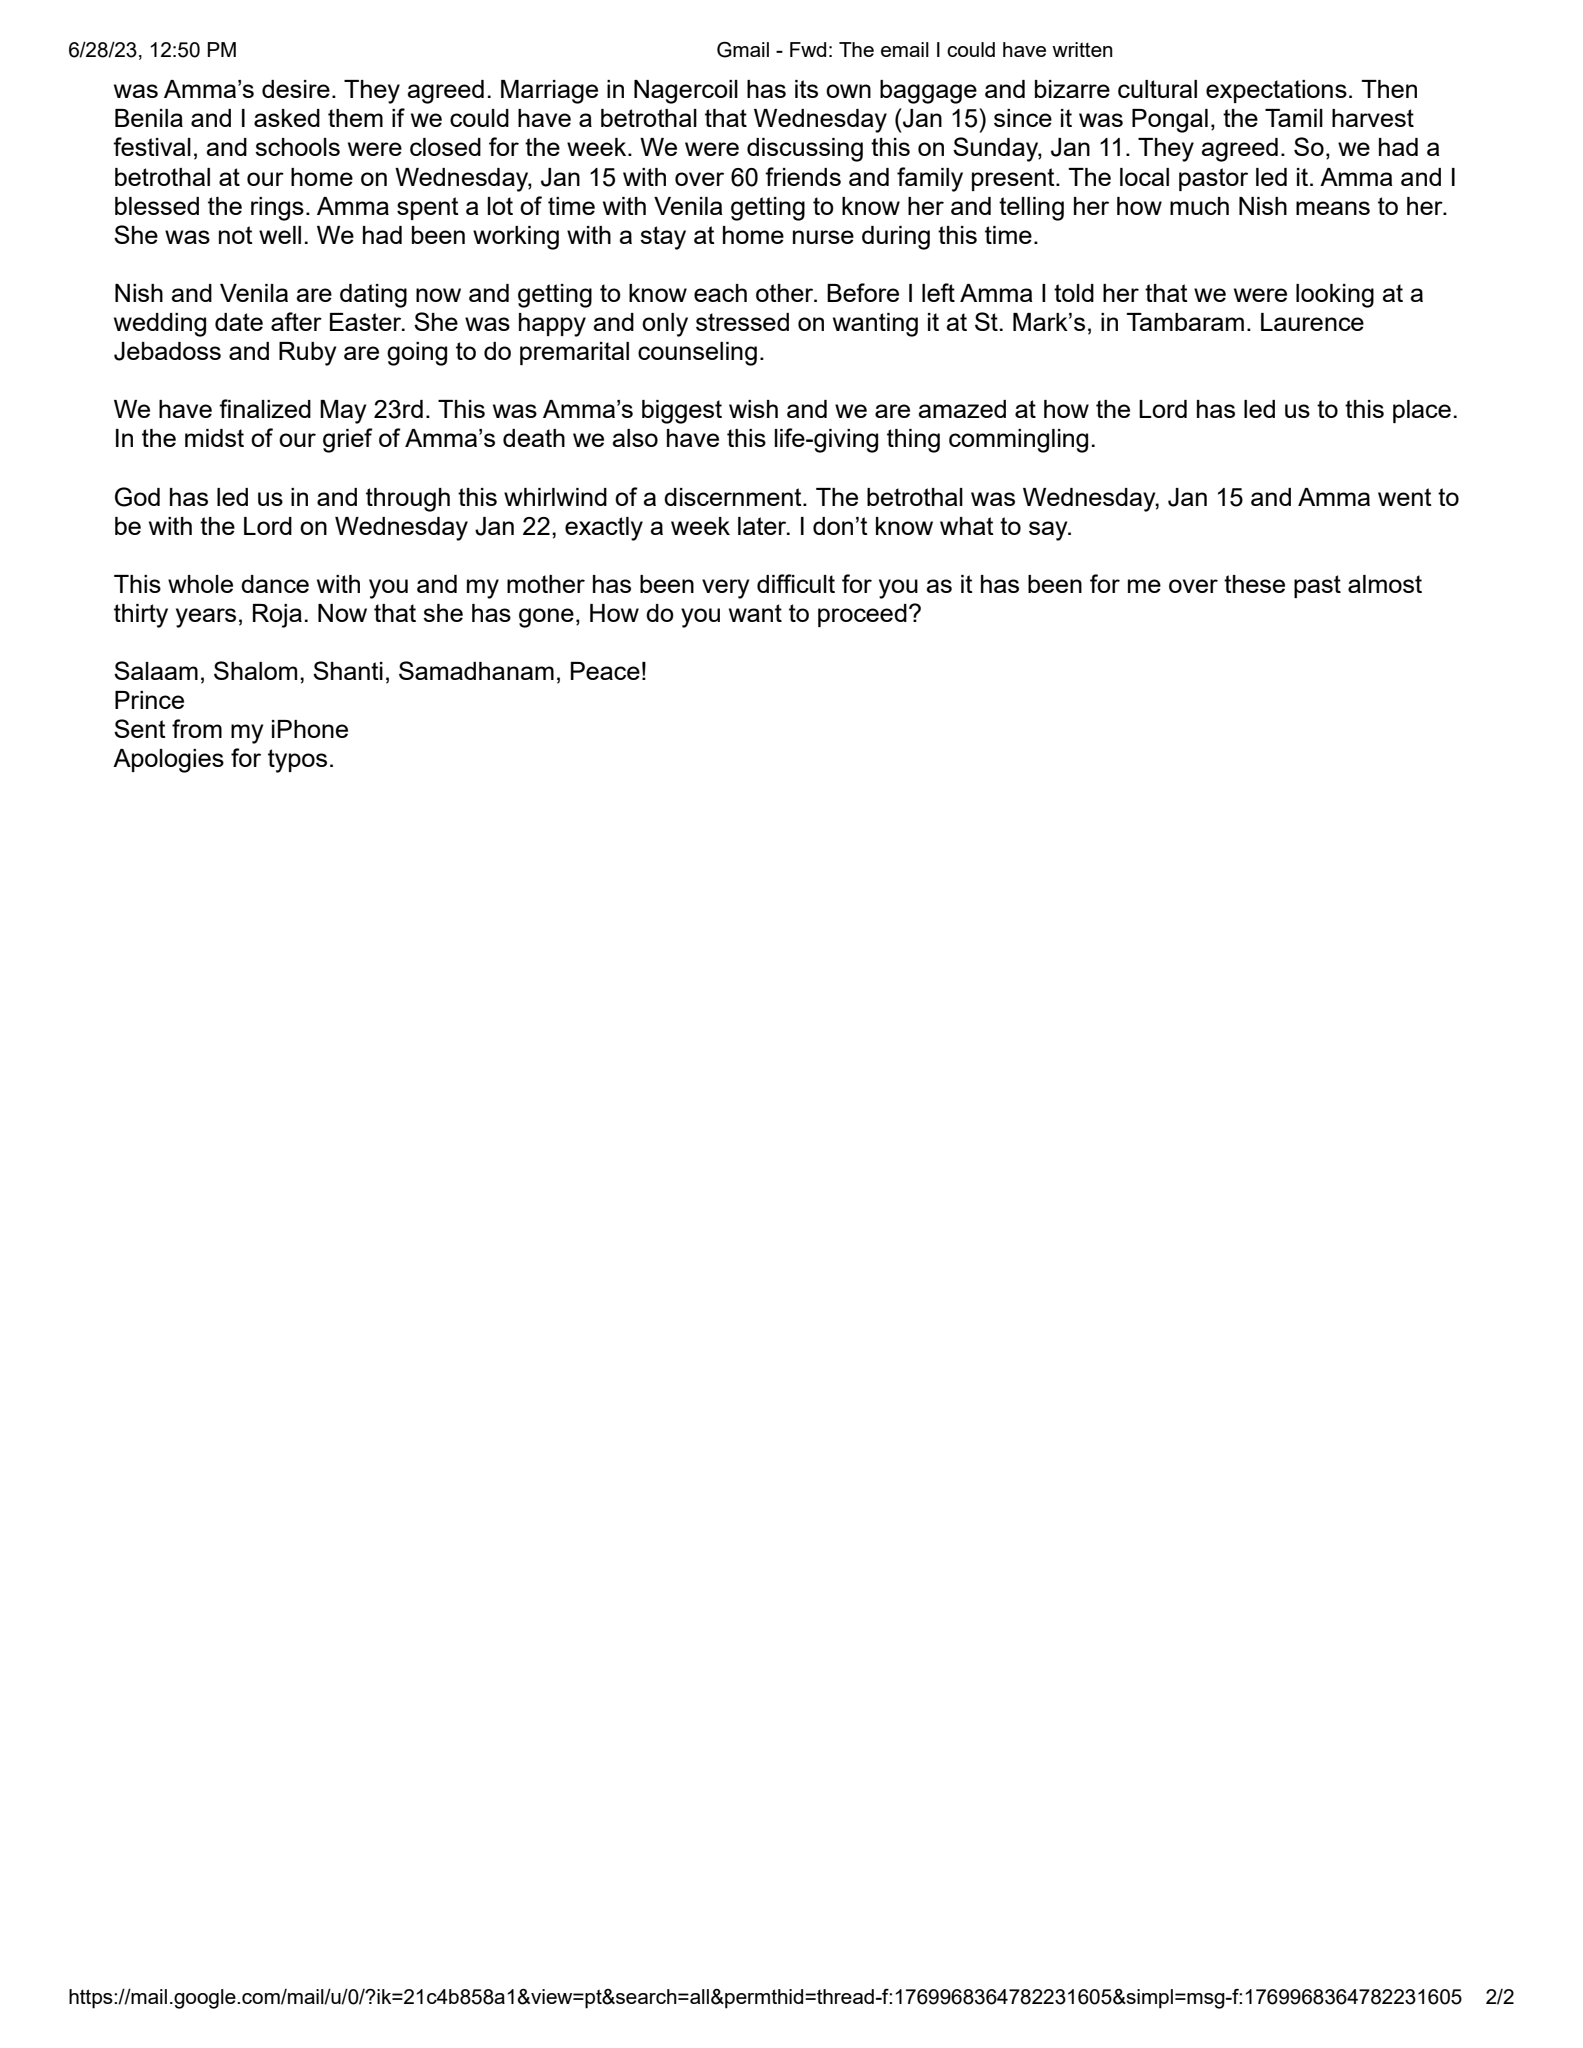 6/28/23, 12:50 PM Gmail - Fwd: The email I could have written
was Amma’s desire. They agreed. Marriage in Nagercoil has its own baggage and bizarre cultural expectations. Then
Benila and I asked them if we could have a betrothal that Wednesday (Jan 15) since it was Pongal, the Tamil harvest
festival, and schools were closed for the week. We were discussing this on Sunday, Jan 11. They agreed. So, we had a
betrothal at our home on Wednesday, Jan 15 with over 60 friends and family present. The local pastor led it. Amma and I
blessed the rings. Amma spent a lot of time with Venila getting to know her and telling her how much Nish means to her.
She was not well. We had been working with a stay at home nurse during this time.
Nish and Venila are dating now and getting to know each other. Before I left Amma I told her that we were looking at a
wedding date after Easter. She was happy and only stressed on wanting it at St. Mark’s, in Tambaram. Laurence
Jebadoss and Ruby are going to do premarital counseling.
We have finalized May 23rd. This was Amma’s biggest wish and we are amazed at how the Lord has led us to this place.
In the midst of our grief of Amma’s death we also have this life-giving thing commingling.
God has led us in and through this whirlwind of a discernment. The betrothal was Wednesday, Jan 15 and Amma went to
be with the Lord on Wednesday Jan 22, exactly a week later. I don’t know what to say.
This whole dance with you and my mother has been very difficult for you as it has been for me over these past almost
thirty years, Roja. Now that she has gone, How do you want to proceed?
Salaam, Shalom, Shanti, Samadhanam, Peace!
Prince
Sent from my iPhone
Apologies for typos.
https://mail.google.com/mail/u/0/?ik=21c4b858a1&view=pt&search=all&permthid=thread-f:1769968364782231605&simpl=msg-f:1769968364782231605 2/2